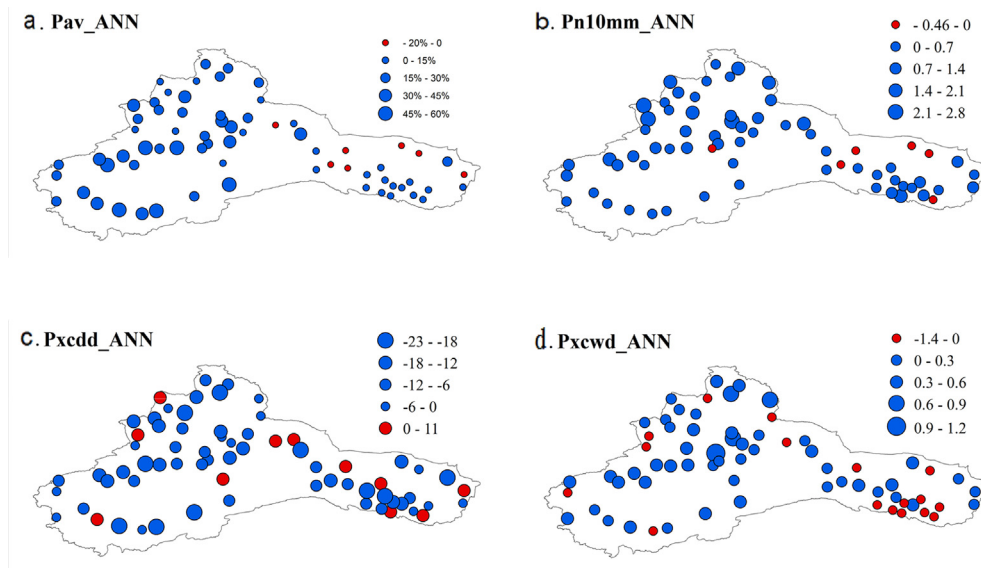 a. Pav_ANN
- 20% - 0
0 - 15%
15% - 30%
30% - 45%
45% - 60%
b. Pn10mm_ANN
- 0.46 - 0
0 - 0.7
0.7 - 1.4
1.4 - 2.1
2.1 - 2.8
c. Pxcdd_ANN
-23 - -18
-18 - -12
-12 - -6
-6 - 0
0 - 11
d. Pxcwd_ANN
-1.4 - 0
0 - 0.3
0.3 - 0.6
0.6 - 0.9
0.9 - 1.2